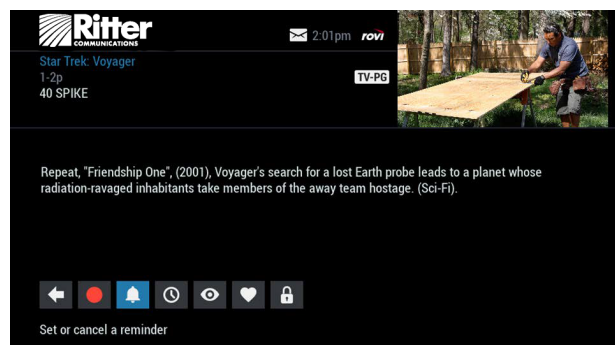 Ritter
COMMUNICATIONS
2:01pm rovi
Star Trek: Voyager
1-2p
TV-PG
40 SPIKE
Repeat, "Friendship One", (2001), Voyager's search for a lost Earth probe leads to a planet whose
radiation-ravaged inhabitants take members of the away team hostage. (Sci-Fi).
Set or cancel a reminder